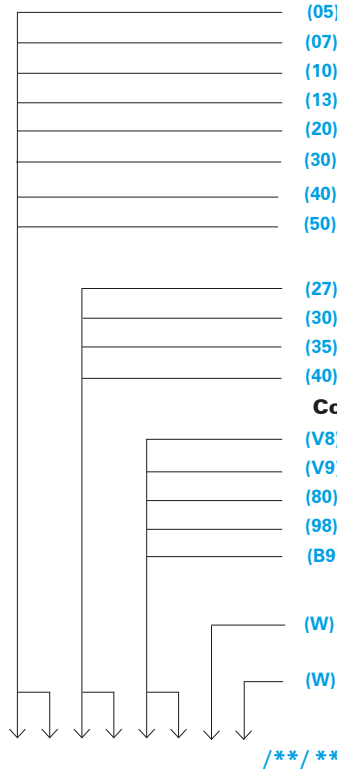 (05)
(07)
(10)
(13)
(20)
(30)
(40)
(50)
(27)
(30)
(35)
(40)
Co
(V8)
(V9)
(80)
(98)
(B9
(W)
(W)
/**/ **